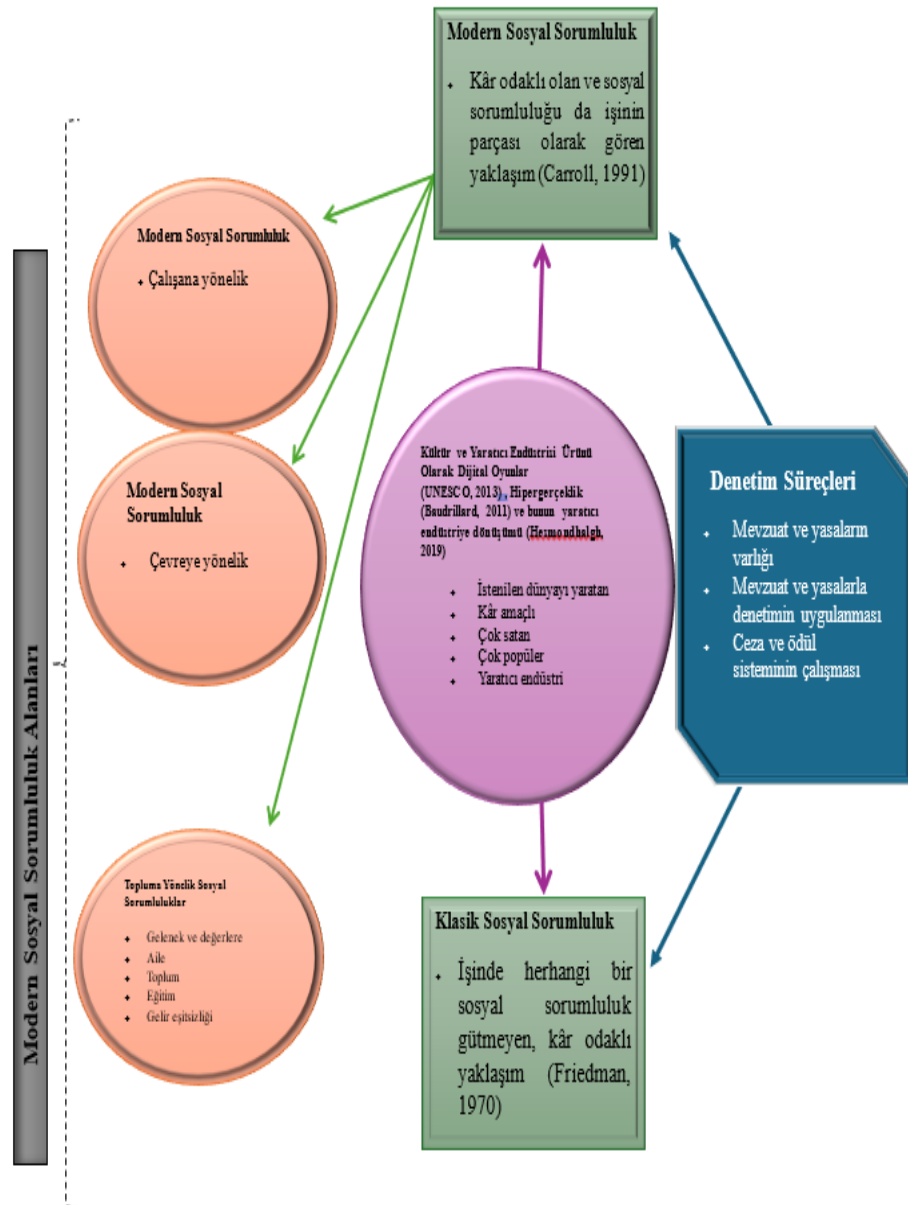 Modern Sosyal Sorumluluk
Kâr odaklı olan ve sosyal
sorumluluğu da işinin
parçası olarak gören
yaklaşım (Carroll, 1991)
Modern Sosyal Sorumluluk
Çalışana yönelik
Modern Sosyal
Sorumluluk
Çevreye yönelik
Topluma Yönelik Sosyal
Sorumluluklar
Gelenek ve değerlere
Aile
Toplum
Eğitim
Gelir eşitsizliği
Modern Sosyal Sorumluluk Alanları
Kültür ve Yaratıcı Endüstrisi Ürünü
Olarak Dijital Oyunlar
(UNESCO, 2013), Hipergerçeklik
(Baudrillard, 2011) ve bunun yaratıcı
endüstriye dönüşümü (Hesmondhalgh,
2019)
İstenilen dünyayı yaratan
Kâr amaçlı
Çok satan
Çok popüler
Yaratıcı endüstri
Denetim Süreçleri
Mevzuat ve yasaların
varlığı
Mevzuat ve yasalarla
denetimin uygulanması
Ceza ve ödül
sisteminin çalışması
Klasik Sosyal Sorumluluk
İşinde herhangi bir
sosyal sorumluluk
gütmeyen, kâr odaklı
yaklaşım (Friedman,
1970)